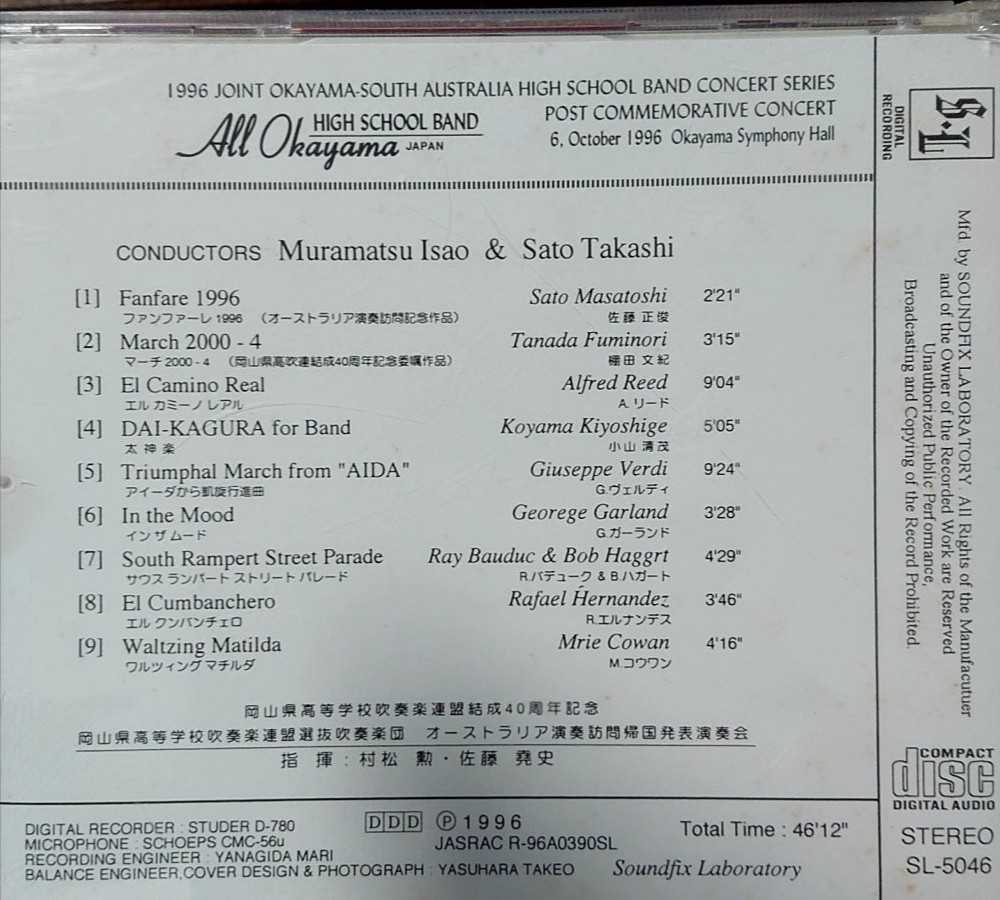 1996 JOINT OKAYAMA-SOUTH AUSTRALIA HIGH SCHOOL BAND CONCERT SERIES
POST COMMEMORATIVE CONCERT
6, October 1996 Okayama Symphony Hall
All Okayama HIGH SCHOOL BAND JAPAN
CONDUCTORS Muramatsu Isao & Sato Takashi
[1] Fanfare 1996 Sato Masatoshi 2'21"
ファンファーレ1996 (オーストラリア演奏訪問記念作品) 佐藤 正俊
[2] March 2000 - 4 Tanada Fuminori 3'15"
マーチ 2000 - 4 (岡山県高吹連結成40周年記念委嘱作品) 棚田 文紀
[3] El Camino Real Alfred Reed 9'04"
エル カミーノ レアル A. リード
[4] DAI-KAGURA for Band Koyama Kiyoshige 5'05"
太 神 楽 小山 清茂
[5] Triumphal March from "AIDA" Giuseppe Verdi 9'24"
アイーダから凱旋行進曲 G.ヴェルディ
[6] In the Mood Georege Garland 3'28"
イン ザ ムード G.ガーランド
[7] South Rampert Street Parade Ray Bauduc & Bob Haggrt 4'29"
サウス ランパート ストリート パレード R.バデューク & B.ハガート
[8] El Cumbanchero Rafael Hernandez 3'46"
エル クンバンチェロ R.エルナンデス
[9] Waltzing Matilda Mrie Cowan 4'16"
ワルツィング マチルダ M.コウワン
岡山県高等学校吹奏楽連盟結成40周年記念
岡山県高等学校吹奏楽連盟選抜吹奏楽団 オーストラリア演奏訪問帰国発表演奏会
指 揮 : 村松 勲・佐藤 堯史
DIGITAL RECORDER : STUDER D-780
MICROPHONE : SCHOEPS CMC-56u
RECORDING ENGINEER : YANAGIDA MARI
BALANCE ENGINEER,COVER DESIGN & PHOTOGRAPH : YASUHARA TAKEO
DDD Ⓟ 1996
JASRAC R-96A0390SL
Total Time : 46'12"
Soundfix Laboratory
DIGITAL RECORDING
S·L
Mfd. by SOUNDFIX LABORATORY. All Rights of the Manufacutuer
and of the Owner of the Recorded Work are Reserved
Unauthorized Public Performance,
Broadcasting and Copying of the Record Prohibited.
COMPACT
disc
DIGITAL AUDIO
STEREO
SL-5046